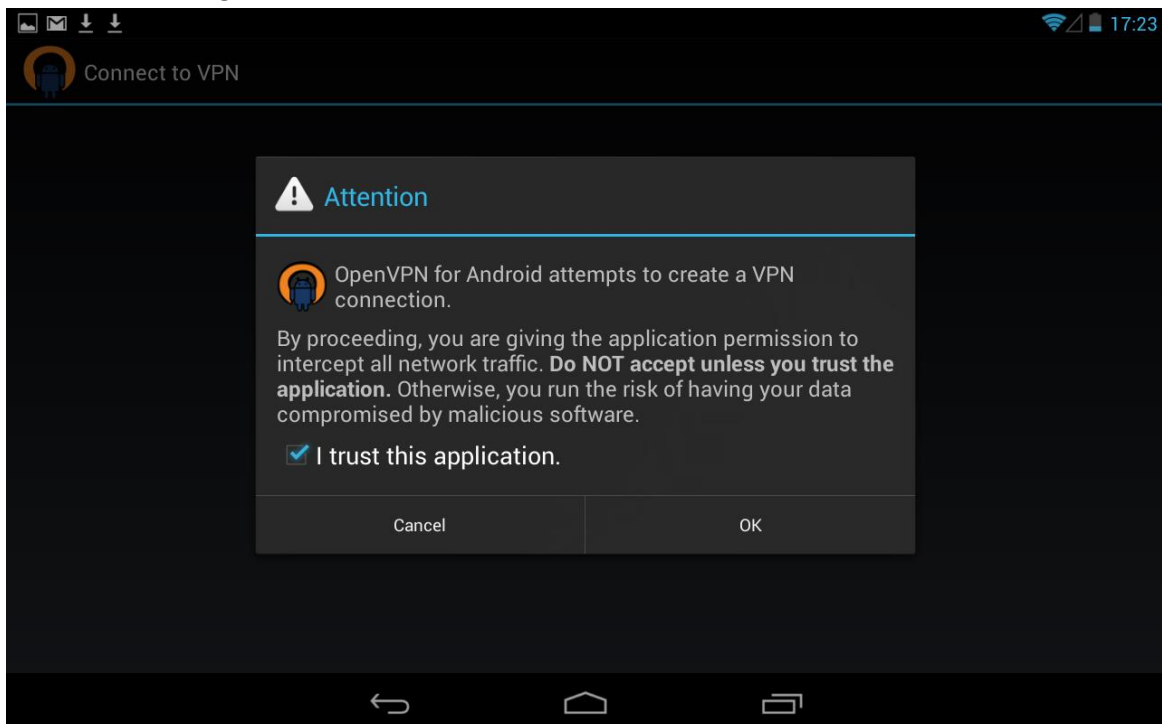 17:23
Connect to VPN
Attention
OpenVPN for Android attempts to create a VPN
connection.
By proceeding, you are giving the application permission to
intercept all network traffic. Do NOT accept unless you trust the
application. Otherwise, you run the risk of having your data
compromised by malicious software.
I trust this application.
Cancel OK